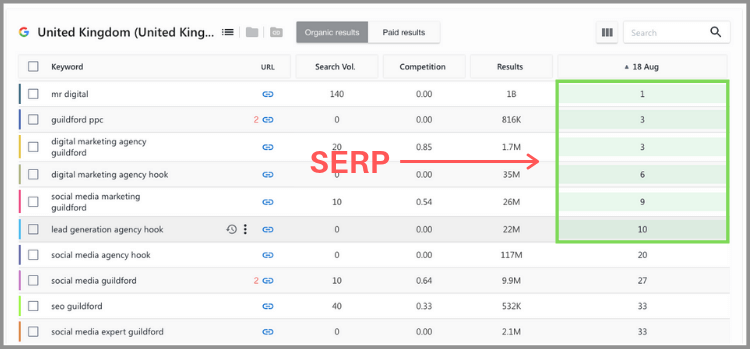 G United Kingdom (United King... Organic results Paid results Search
Keyword URL Search Vol. Competition Results ▲ 18 Aug
mr digital 140 0.00 1B 1
guildford ppc 2 0 0.00 816K 3
digital marketing agency guildford 20 0.85 1.7M 3
SERP
digital marketing agency hook 0 0.00 35M 6
social media marketing guildford 10 0.54 26M 9
lead generation agency hook 0 0.00 22M 10
social media agency hook 0 0.00 117M 20
social media guildford 2 10 0.64 9.9M 27
seo guildford 40 0.33 532K 33
social media expert guildford 0 0.00 2.1M 33